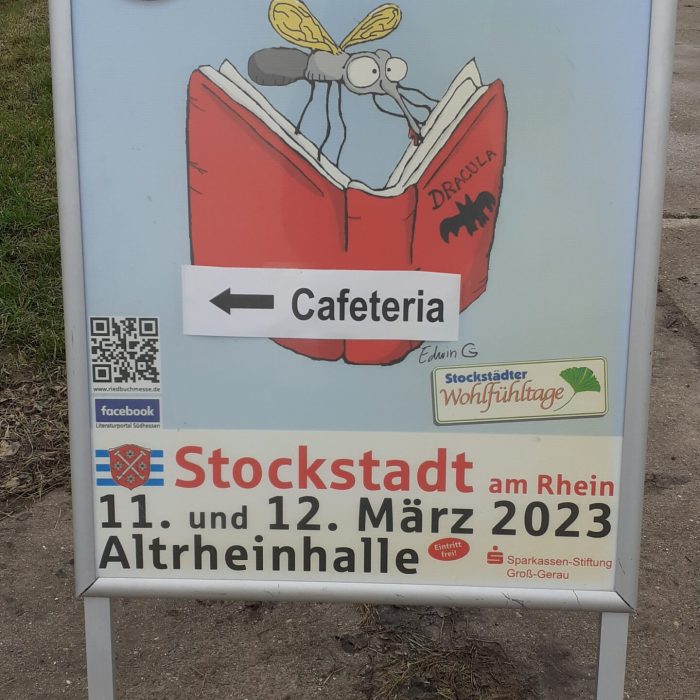 DRACULA
← Cafeteria
Edwin
www.riedbuchmesse.de
facebook
Literaturportal Südhessen
Stockstädter
Wohlfühltage
Stockstadt am Rhein
11. und 12. März 2023
Altrheinhalle
Eintritt
frei!
Sparkassen-Stiftung
Groß-Gerau